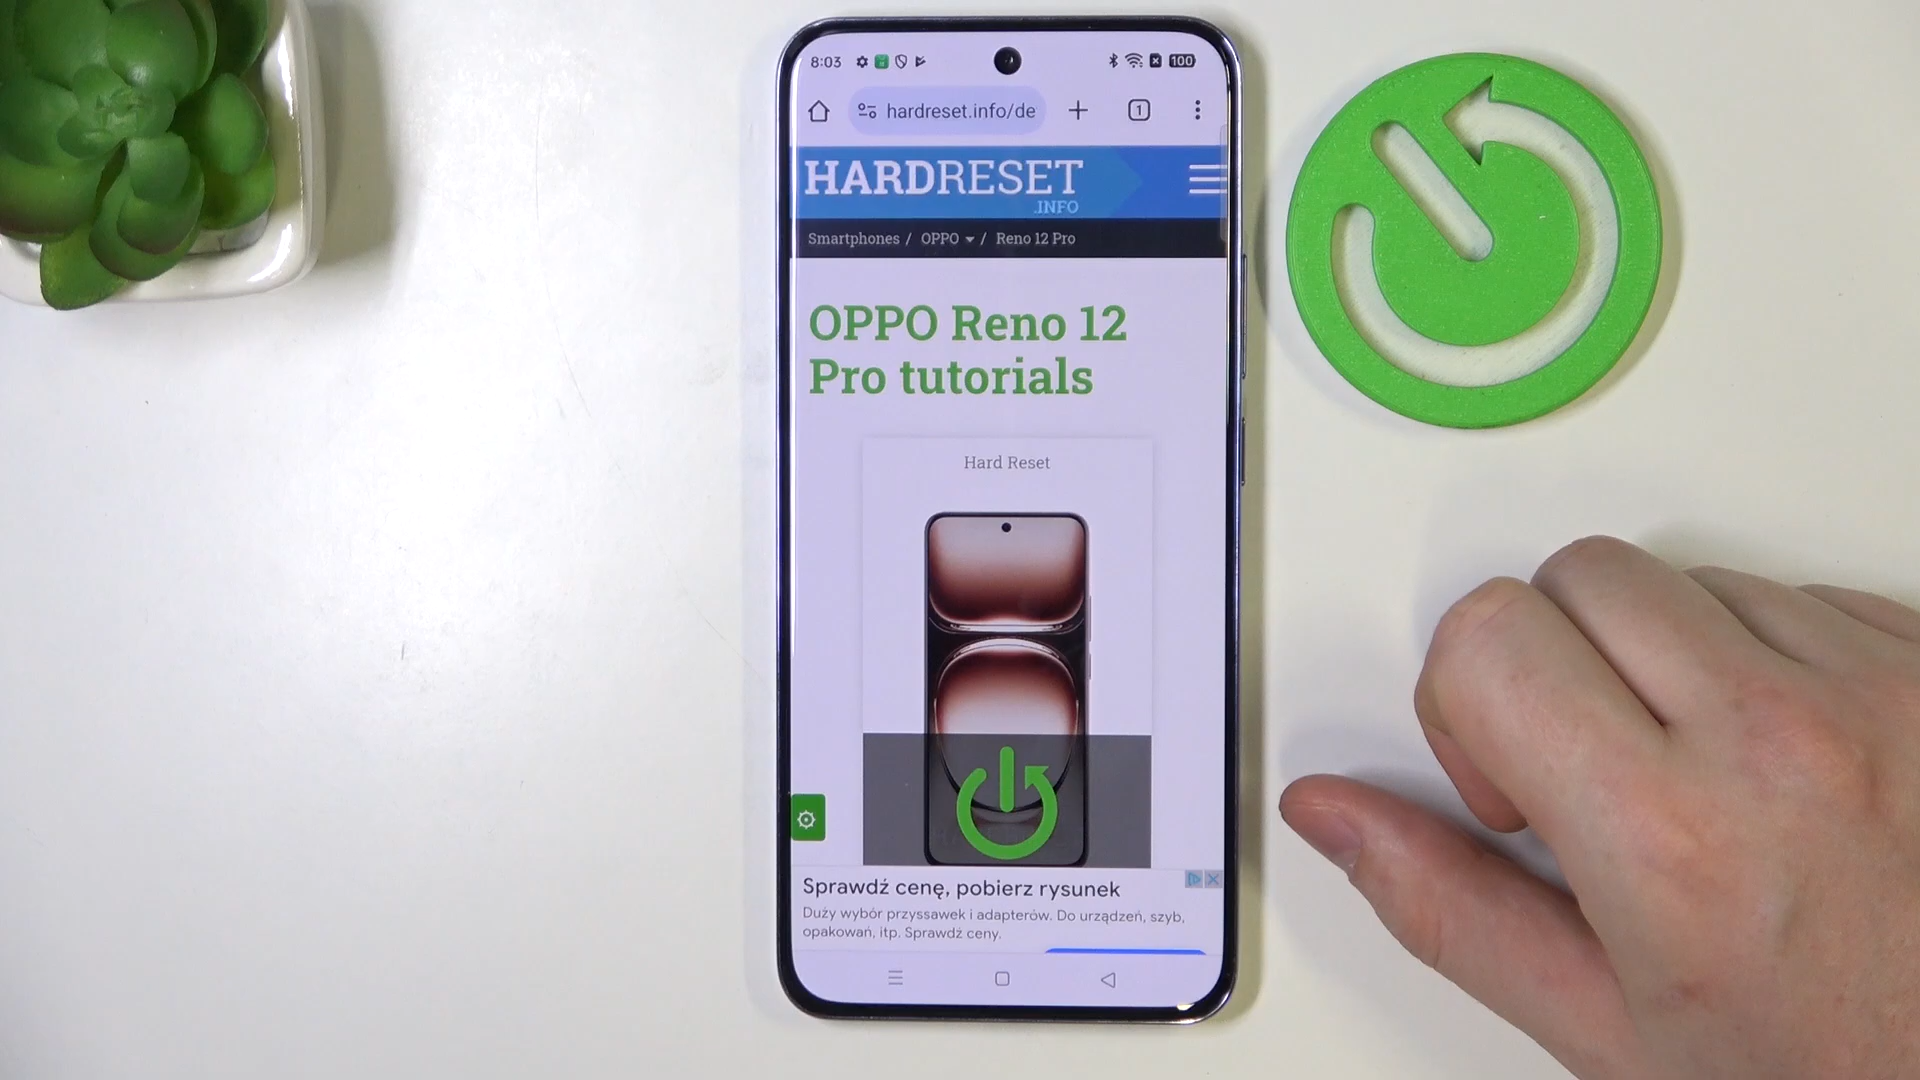 8:03
100
hardreset.info/de
1
HARDRESET
.INFO
Smartphones / OPPO / Reno 12 Pro
OPPO Reno 12
Pro tutorials
Hard Reset
Sprawdź cenę, pobierz rysunek
Duży wybór przyssawek i adapterów. Do urządzeń, szyb,
opakowań, itp. Sprawdź ceny.